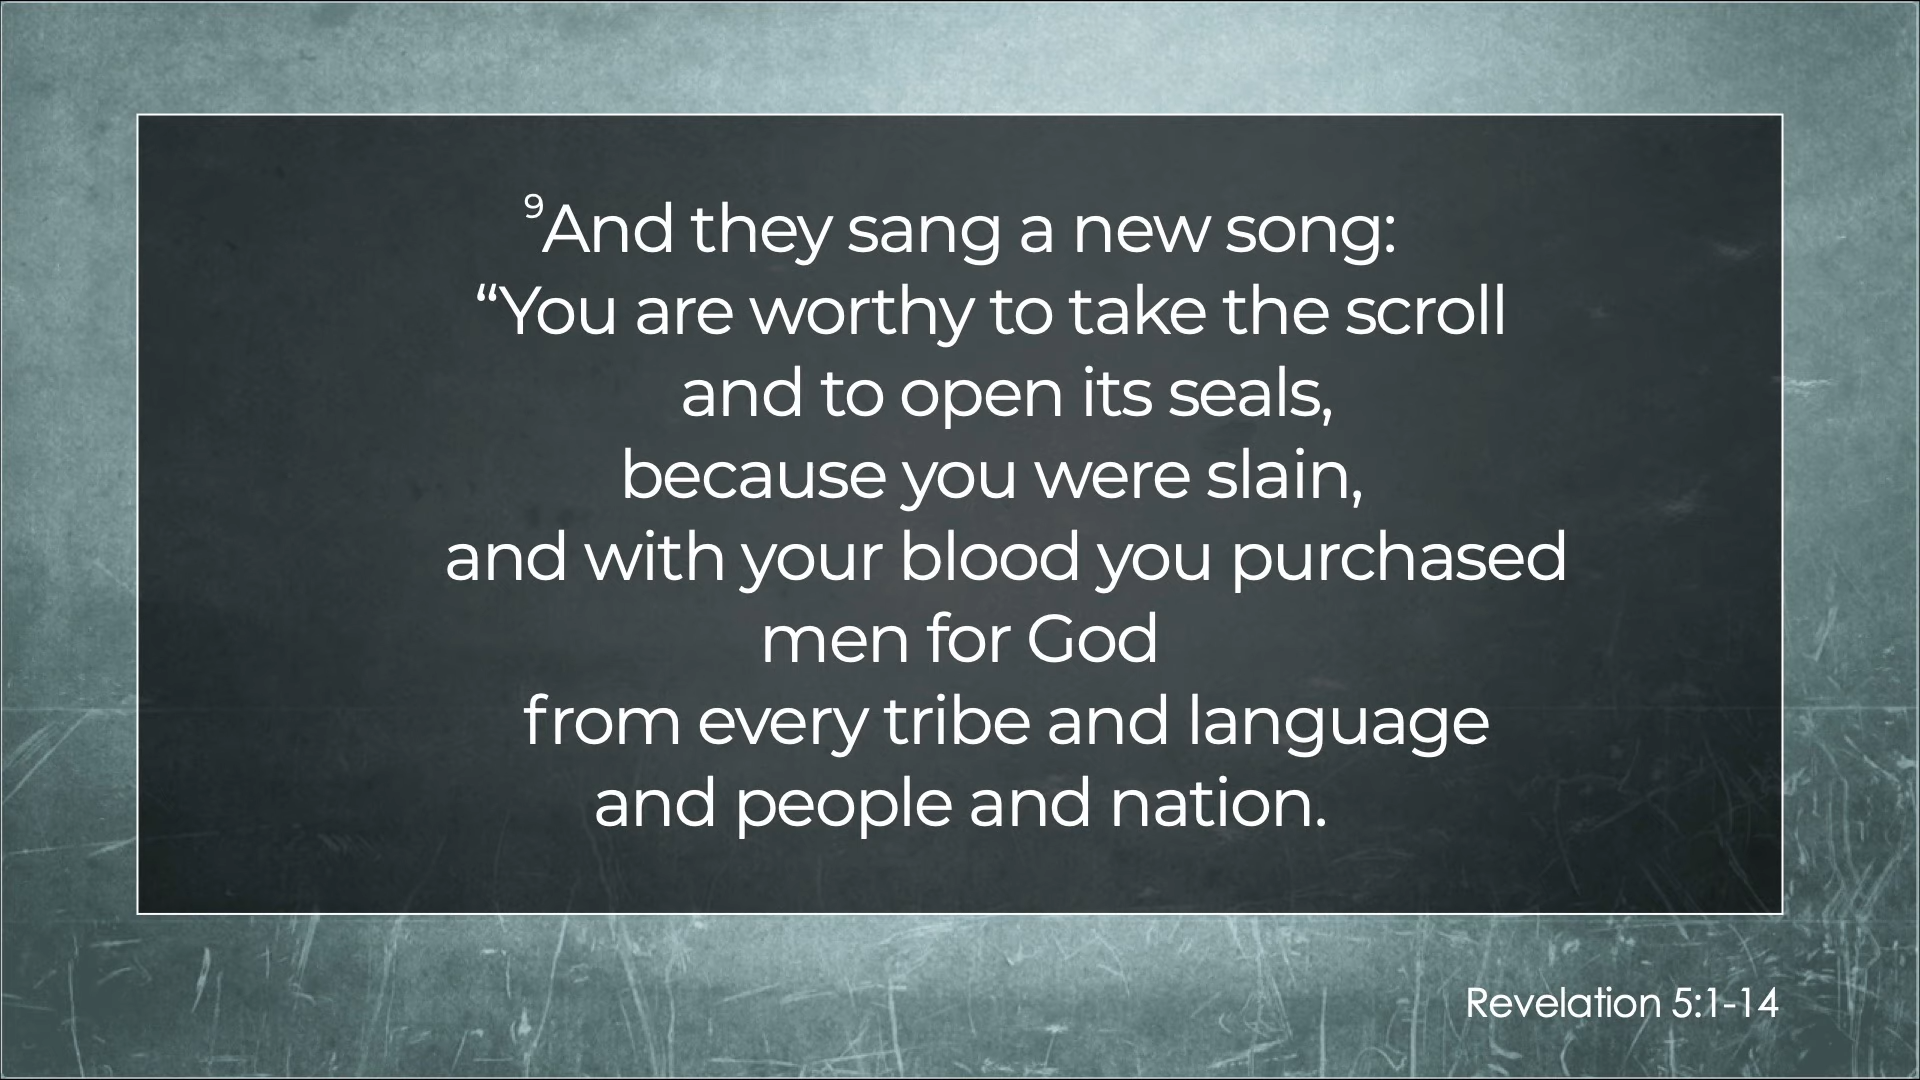 ⁹And they sang a new song:
“You are worthy to take the scroll
and to open its seals,
because you were slain,
and with your blood you purchased
men for God
from every tribe and language
and people and nation.
Revelation 5:1-14